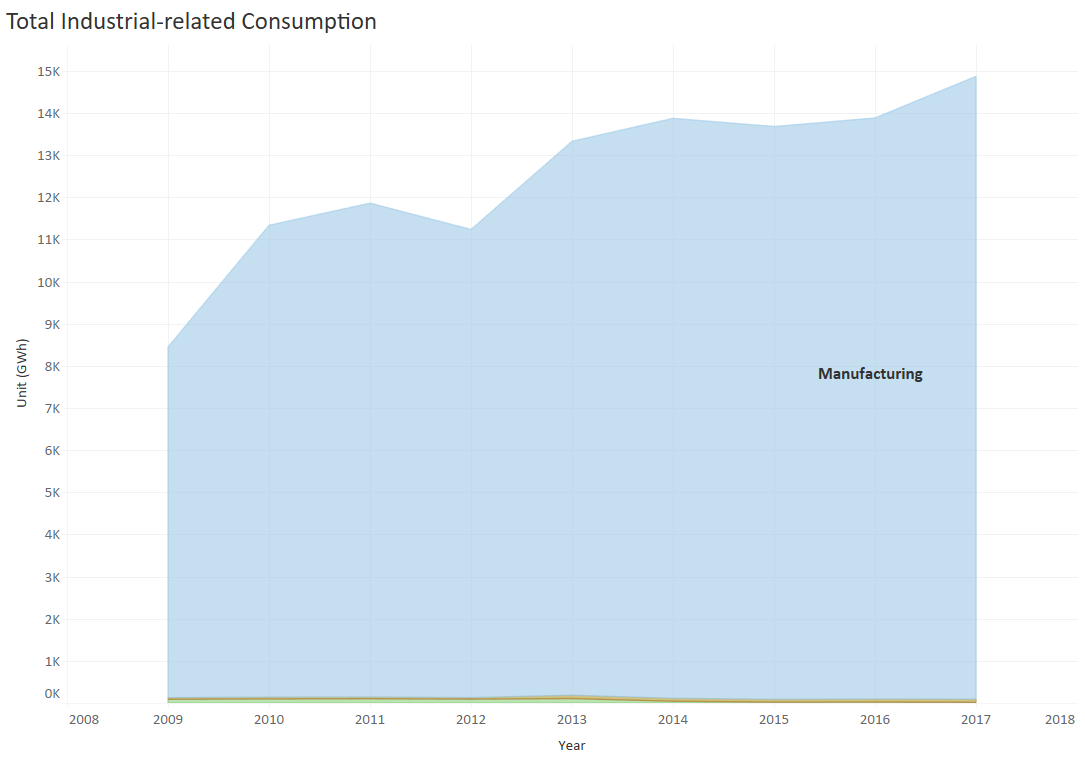 Total Industrial-related Consumption
15K
14K
13K
12K
11K
10K
9K
8K
7K
6K
5K
4K
3K
2K
1K
0K
Unit (GWh)
Manufacturing
2008 2009 2010 2011 2012 2013 2014 2015 2016 2017 2018
Year